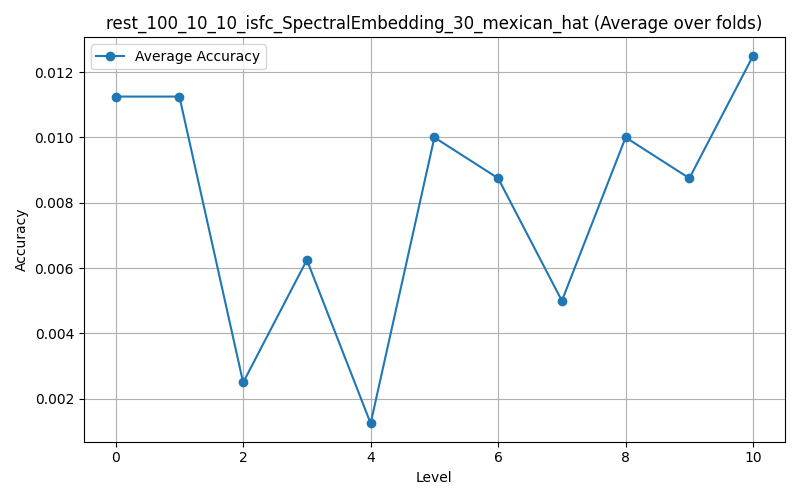 rest_100_10_10_isfc_SpectralEmbedding_30_mexican_hat (Average over folds)
Average Accuracy
0.012
0.010
0.008
0.006
0.004
0.002
Accuracy
0 2 4 6 8 10
Level